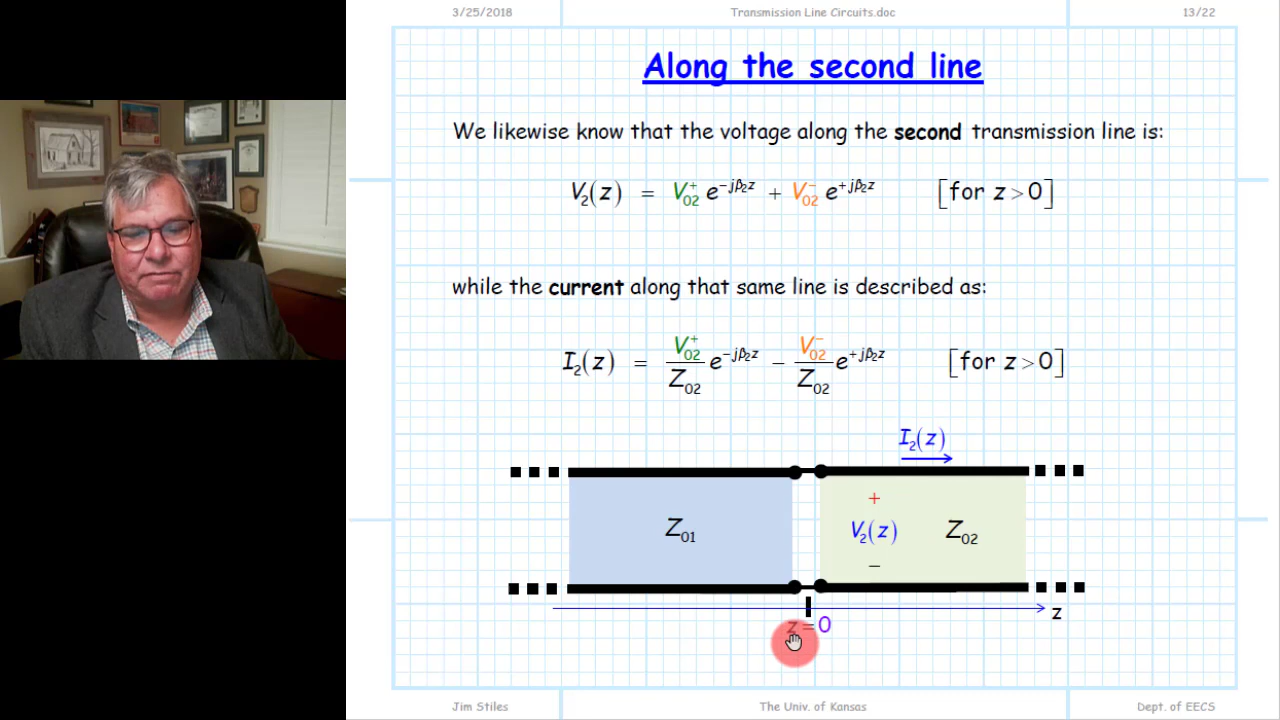 3/25/2018 Transmission Line Circuits.doc 13/22
Along the second line
We likewise know that the voltage along the second transmission line is:
V₂(z) = V₀₂⁺ e^{−jβ₂z} + V₀₂⁻ e^{+jβ₂z} [for z > 0]
while the current along that same line is described as:
I₂(z) = V₀₂⁺/Z₀₂ e^{−jβ₂z} − V₀₂⁻/Z₀₂ e^{+jβ₂z} [for z > 0]
I₂(z)
+
Z₀₁ V₂(z) Z₀₂
−
z
z = 0
Jim Stiles The Univ. of Kansas Dept. of EECS